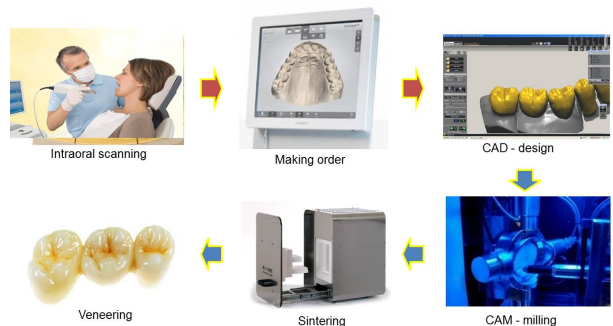 Intraoral scanning
Making order
CAD - design
Veneering
Sintering
CAM - milling